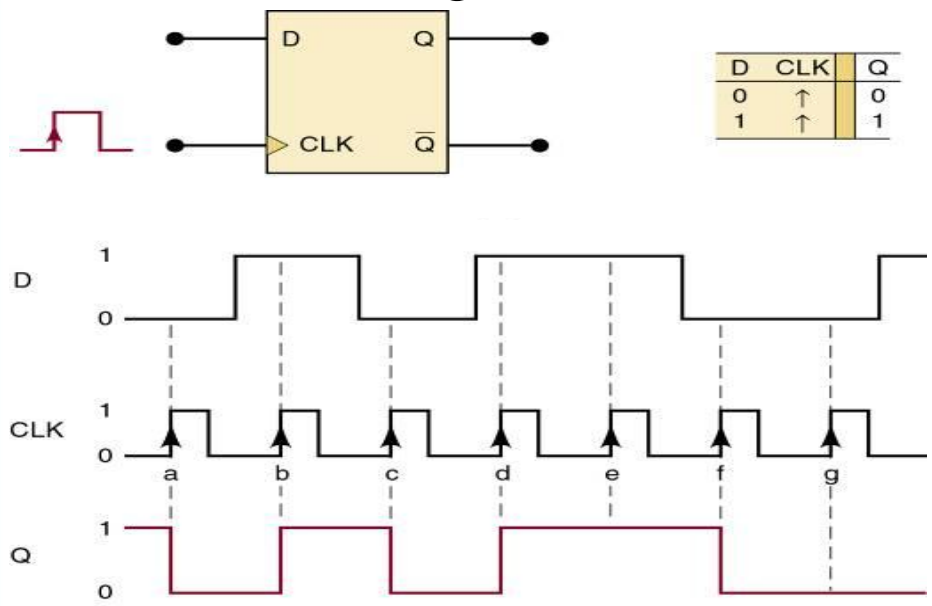 D Q
CLK Q̅
D CLK Q
0 ↑ 0
1 ↑ 1
D
1
0
CLK
1
0
a b c d e f g
Q
1
0